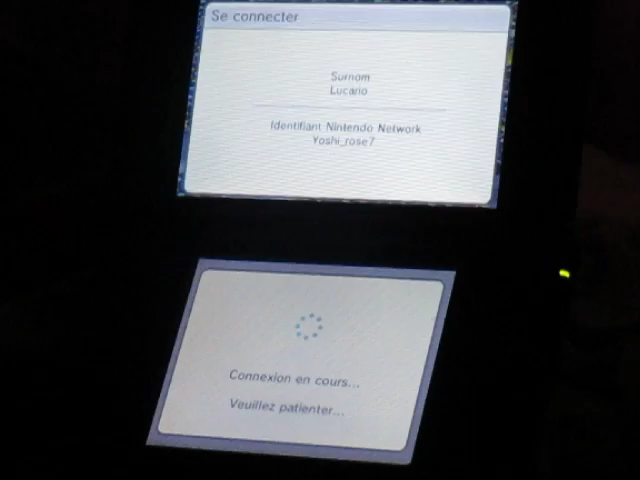 Se connecter
Surnom
Lucario
Identifiant Nintendo Network
Yoshi_rose7
Connexion en cours...
Veuillez patienter...